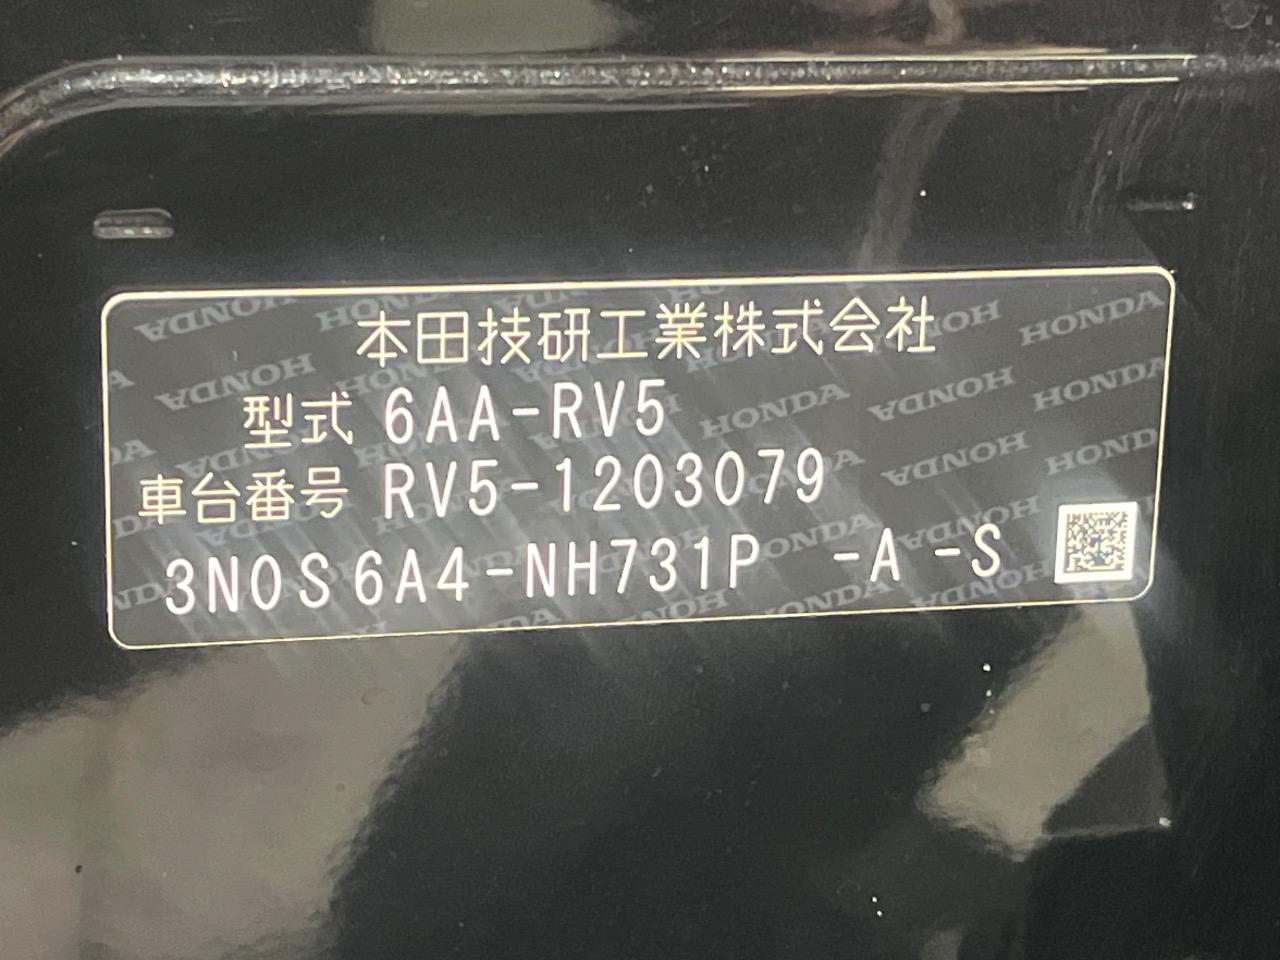 本田技研工業株式会社
型式 6AA-RV5
車台番号 RV5-1203079
3N0S6A4-NH731P -A -S